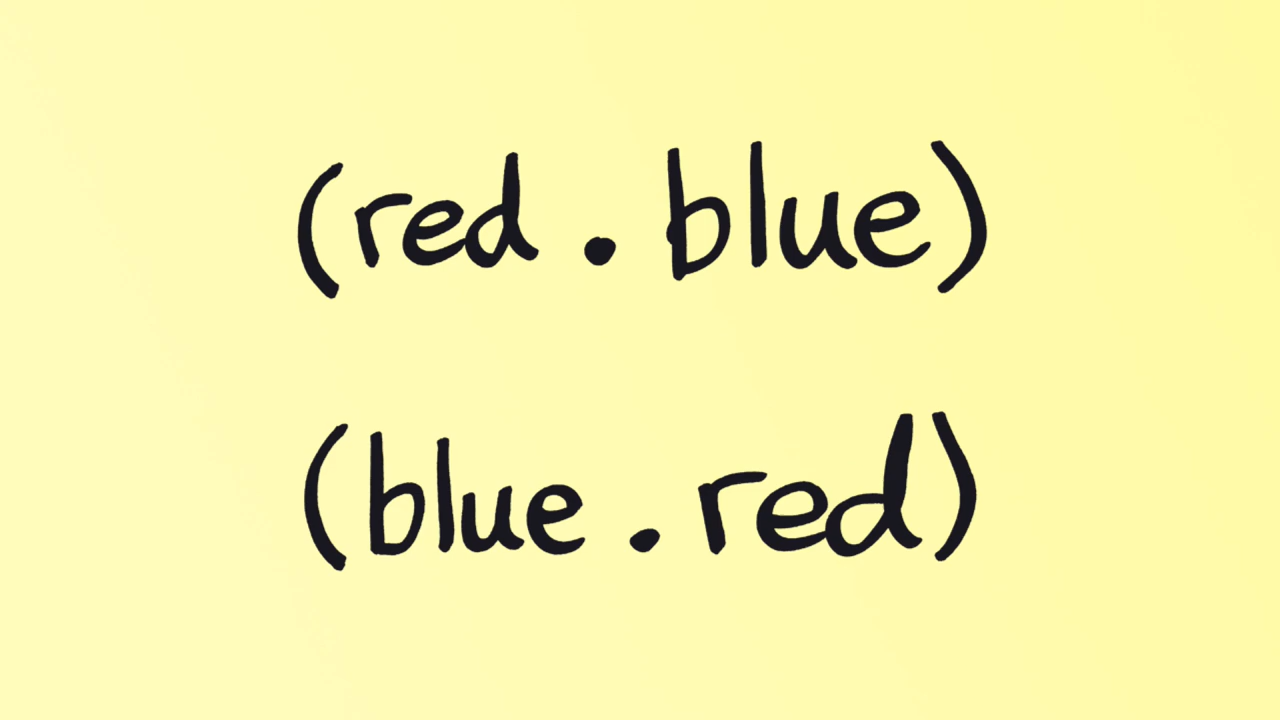 (red . blue)
(blue . red)